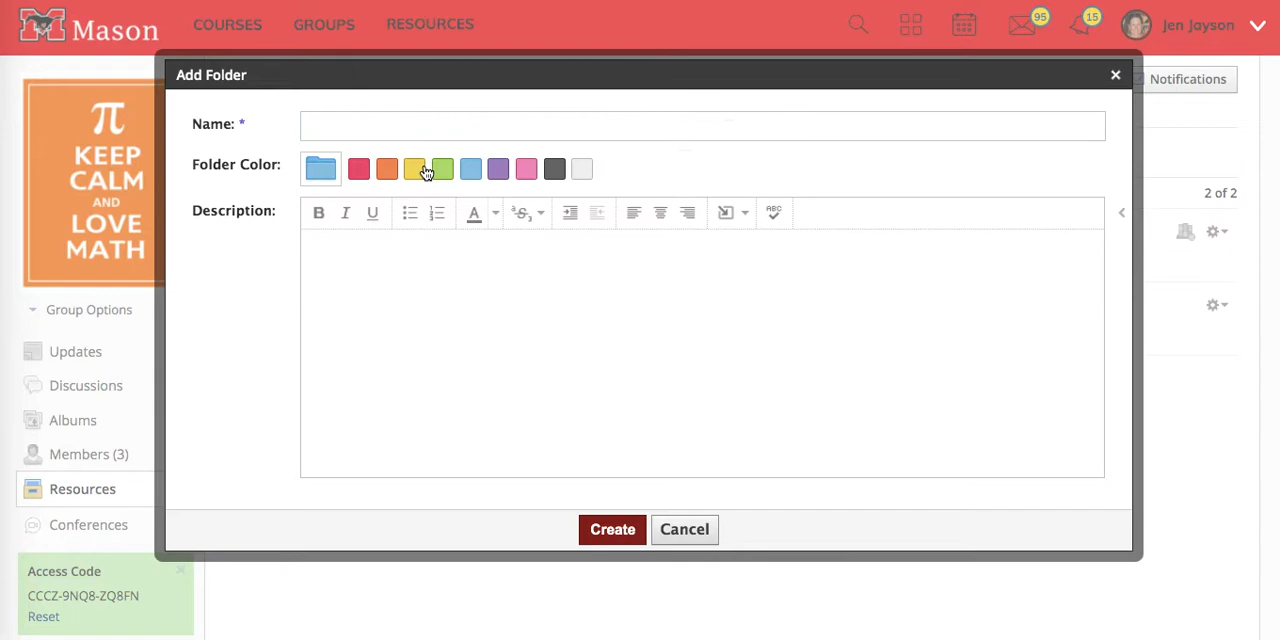 Mason
COURSES
GROUPS
RESOURCES
95
15
Jen Jayson
Add Folder
×
Notifications
Name: *
Folder Color:
Description:
B I U
A
ABC
2 of 2
π
KEEP
CALM
AND
LOVE
MATH
Group Options
Updates
Discussions
Albums
Members (3)
Resources
Conferences
Create
Cancel
Access Code
CCCZ-9NQ8-ZQ8FN
Reset